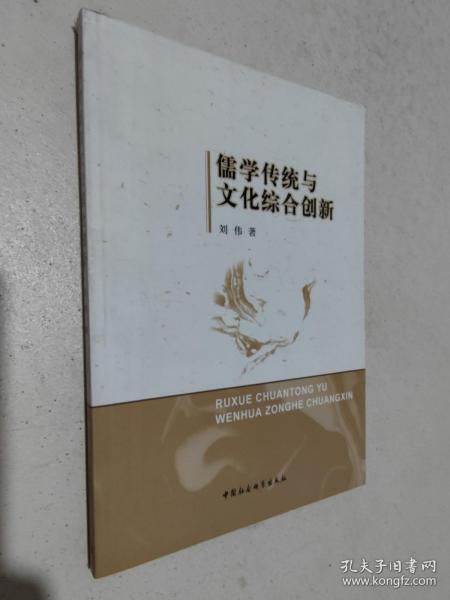 儒学传统与
文化综合创新
刘 伟 著
RUXUE CHUANTONG YU
WENHUA ZONGHE CHUANGXIN
中国社会科学出版社
孔夫子旧书网
www.kongfz.com